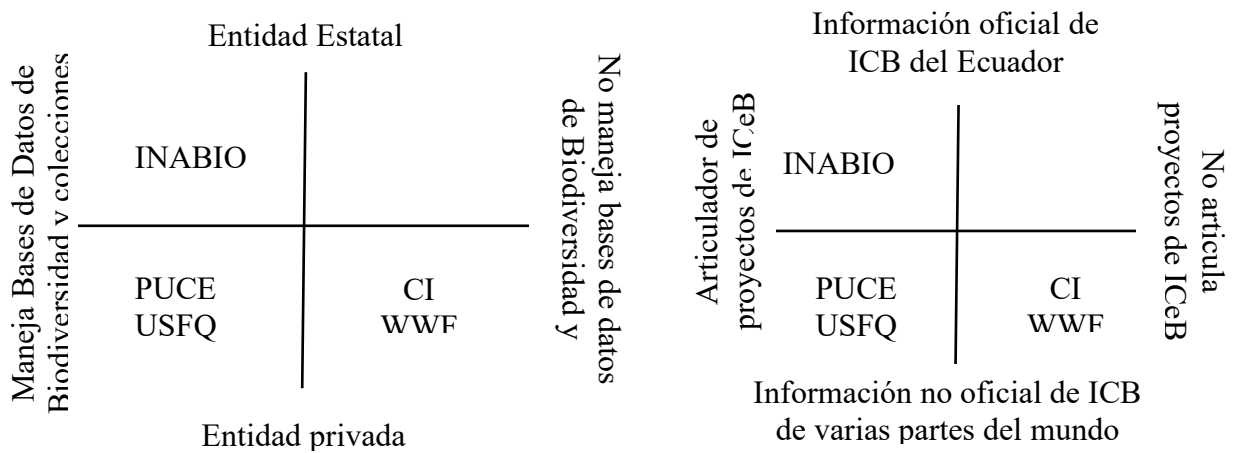 Entidad Estatal
Maneja Bases de Datos de
Biodiversidad y colecciones
INABIO
PUCE
USFQ
CI
WWF
No maneja bases de datos
de Biodiversidad y
Entidad privada
Información oficial de
ICB del Ecuador
Articulador de
proyectos de ICeB
INABIO
PUCE
USFQ
CI
WWF
No articula
proyectos de ICeB
Información no oficial de ICB
de varias partes del mundo